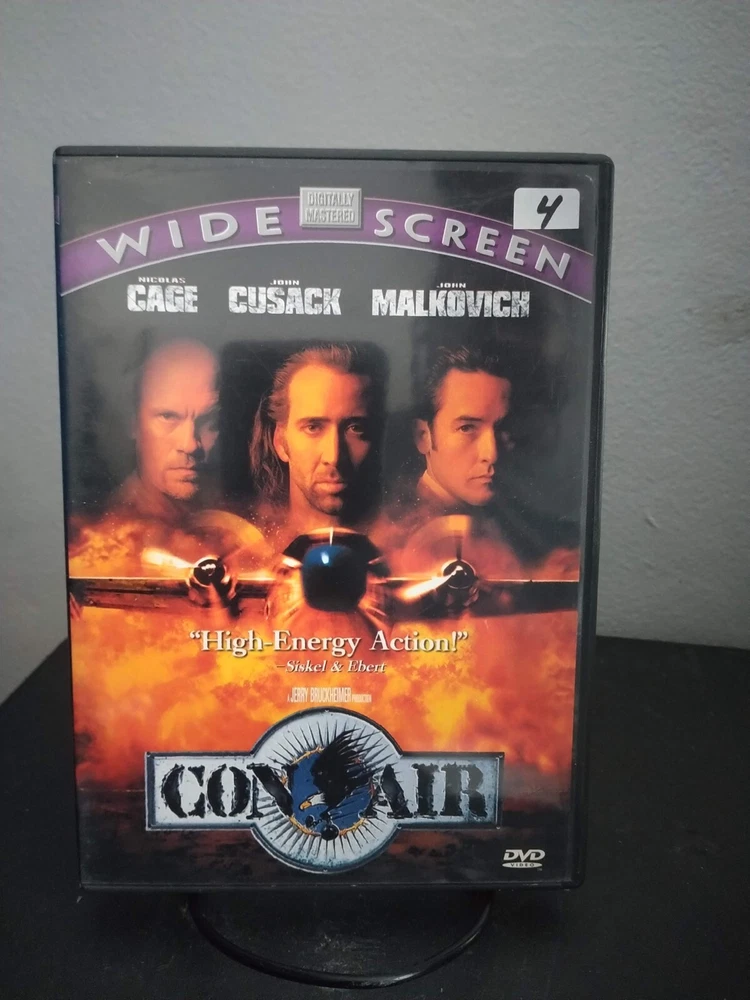 4
DIGITALLY
MASTERED
WIDE SCREEN
NICOLAS JOHN JOHN
CAGE CUSACK MALKOVICH
“High-Energy Action!”
–Siskel & Ebert
A JERRY BRUCKHEIMER PRODUCTION
CON AIR
DVD
VIDEO